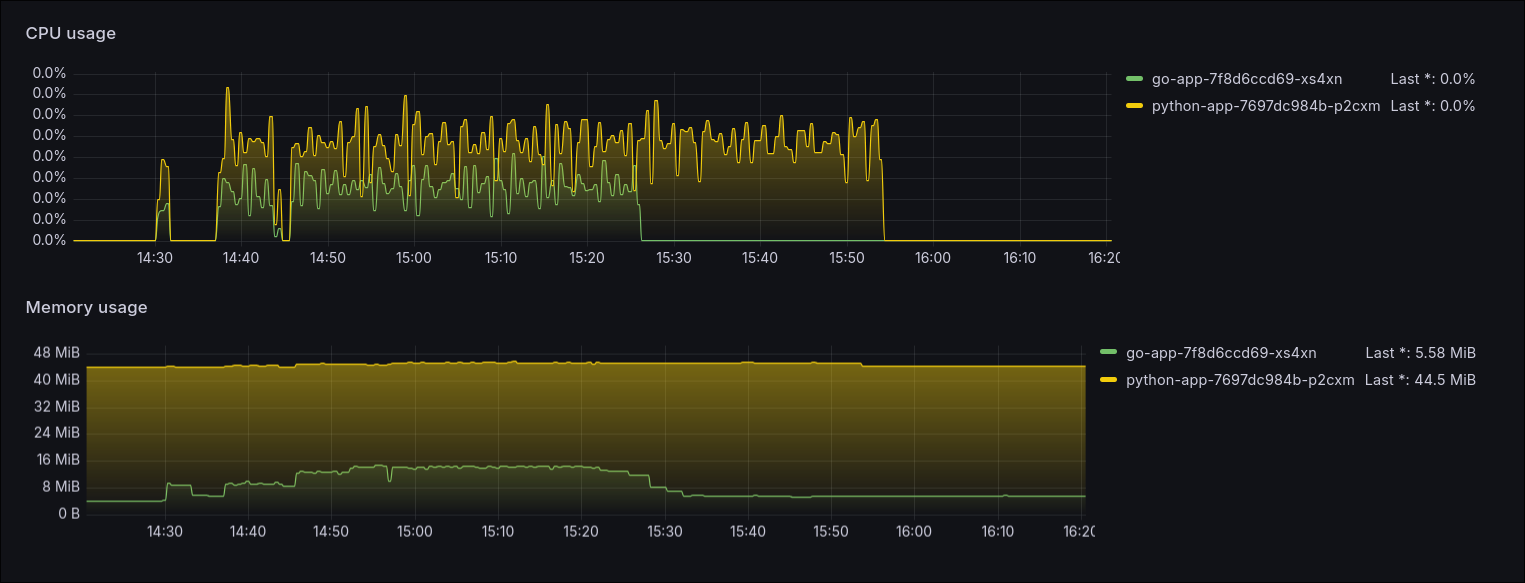 CPU usage
0.0%
0.0%
0.0%
0.0%
0.0%
0.0%
0.0%
0.0%
0.0%
14:30 14:40 14:50 15:00 15:10 15:20 15:30 15:40 15:50 16:00 16:10 16:20
go-app-7f8d6ccd69-xs4xn Last *: 0.0%
python-app-7697dc984b-p2cxm Last *: 0.0%
Memory usage
48 MiB
40 MiB
32 MiB
24 MiB
16 MiB
8 MiB
0 B
14:30 14:40 14:50 15:00 15:10 15:20 15:30 15:40 15:50 16:00 16:10 16:20
go-app-7f8d6ccd69-xs4xn Last *: 5.58 MiB
python-app-7697dc984b-p2cxm Last *: 44.5 MiB